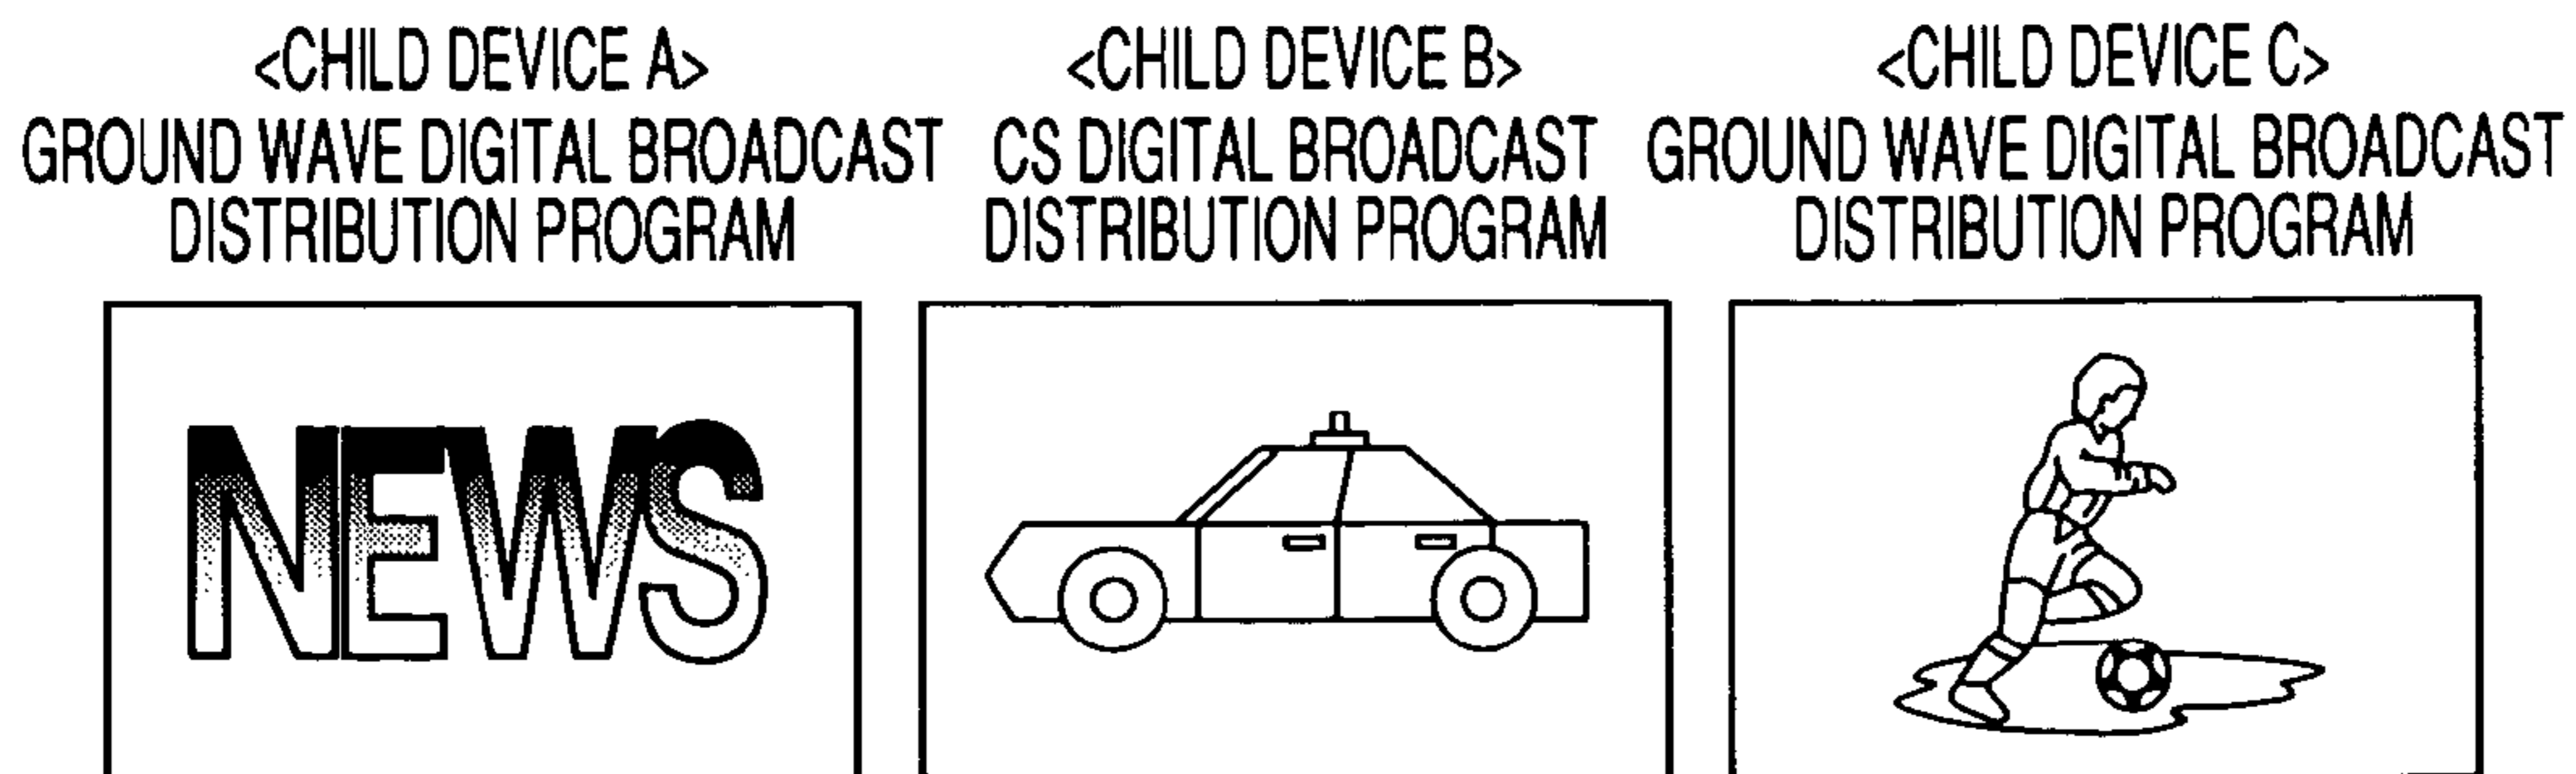 <CHILD DEVICE A>
GROUND WAVE DIGITAL BROADCAST
DISTRIBUTION PROGRAM
NEWS
<CHILD DEVICE B>
CS DIGITAL BROADCAST
DISTRIBUTION PROGRAM
<CHILD DEVICE C>
GROUND WAVE DIGITAL BROADCAST
DISTRIBUTION PROGRAM